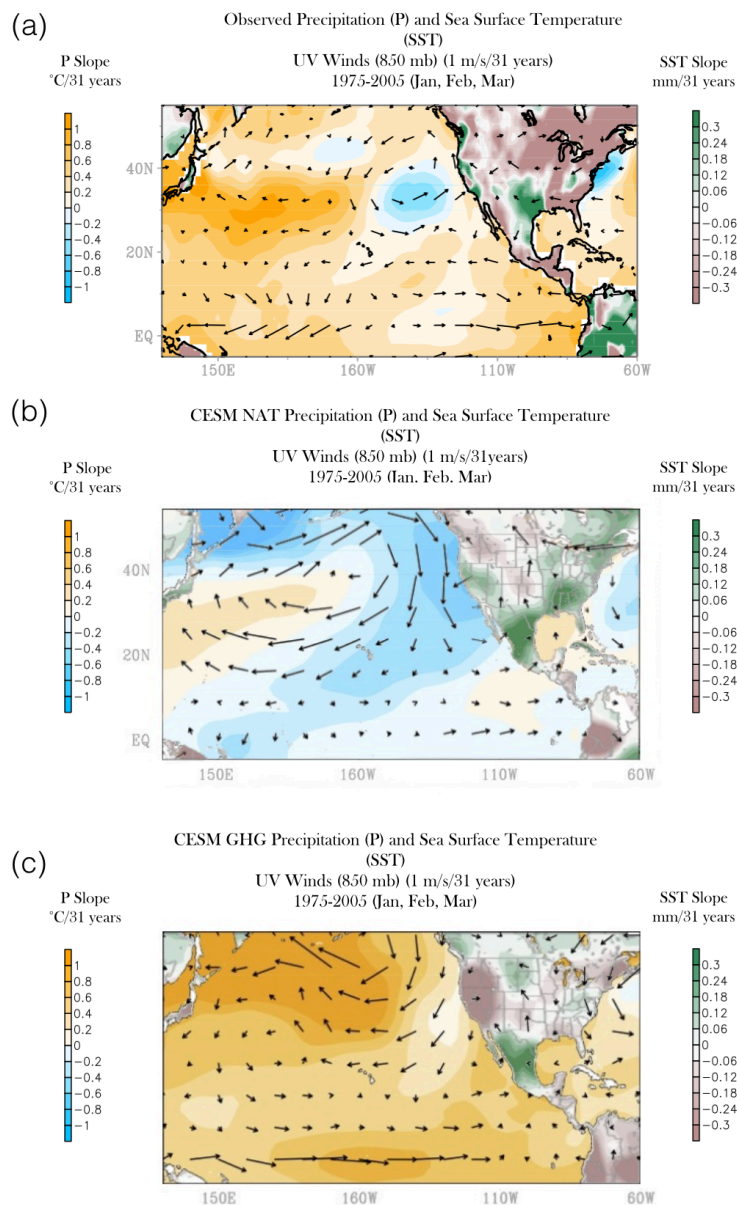 (a)
Observed Precipitation (P) and Sea Surface Temperature
(SST)
UV Winds (850 mb) (1 m/s/31 years)
1975-2005 (Jan, Feb, Mar)
P Slope
°C/31 years
SST Slope
mm/31 years
1
0.8
0.6
0.4
0.2
0
-0.2
-0.4
-0.6
-0.8
-1
40N
20N
EQ
150E
160W
110W
60W
0.3
0.24
0.18
0.12
0.06
0
-0.06
-0.12
-0.18
-0.24
-0.3
(b)
CESM NAT Precipitation (P) and Sea Surface Temperature
(SST)
UV Winds (850 mb) (1 m/s/31years)
1975-2005 (Jan. Feb. Mar)
P Slope
°C/31 years
SST Slope
mm/31 years
1
0.8
0.6
0.4
0.2
0
-0.2
-0.4
-0.6
-0.8
-1
40N
20N
EQ
150E
160W
110W
60W
0.3
0.24
0.18
0.12
0.06
0
-0.06
-0.12
-0.18
-0.24
-0.3
(c)
CESM GHG Precipitation (P) and Sea Surface Temperature
(SST)
UV Winds (850 mb) (1 m/s/31 years)
1975-2005 (Jan, Feb, Mar)
P Slope
°C/31 years
SST Slope
mm/31 years
1
0.8
0.6
0.4
0.2
0
-0.2
-0.4
-0.6
-0.8
-1
150E
160W
110W
60W
0.3
0.24
0.18
0.12
0.06
0
-0.06
-0.12
-0.18
-0.24
-0.3